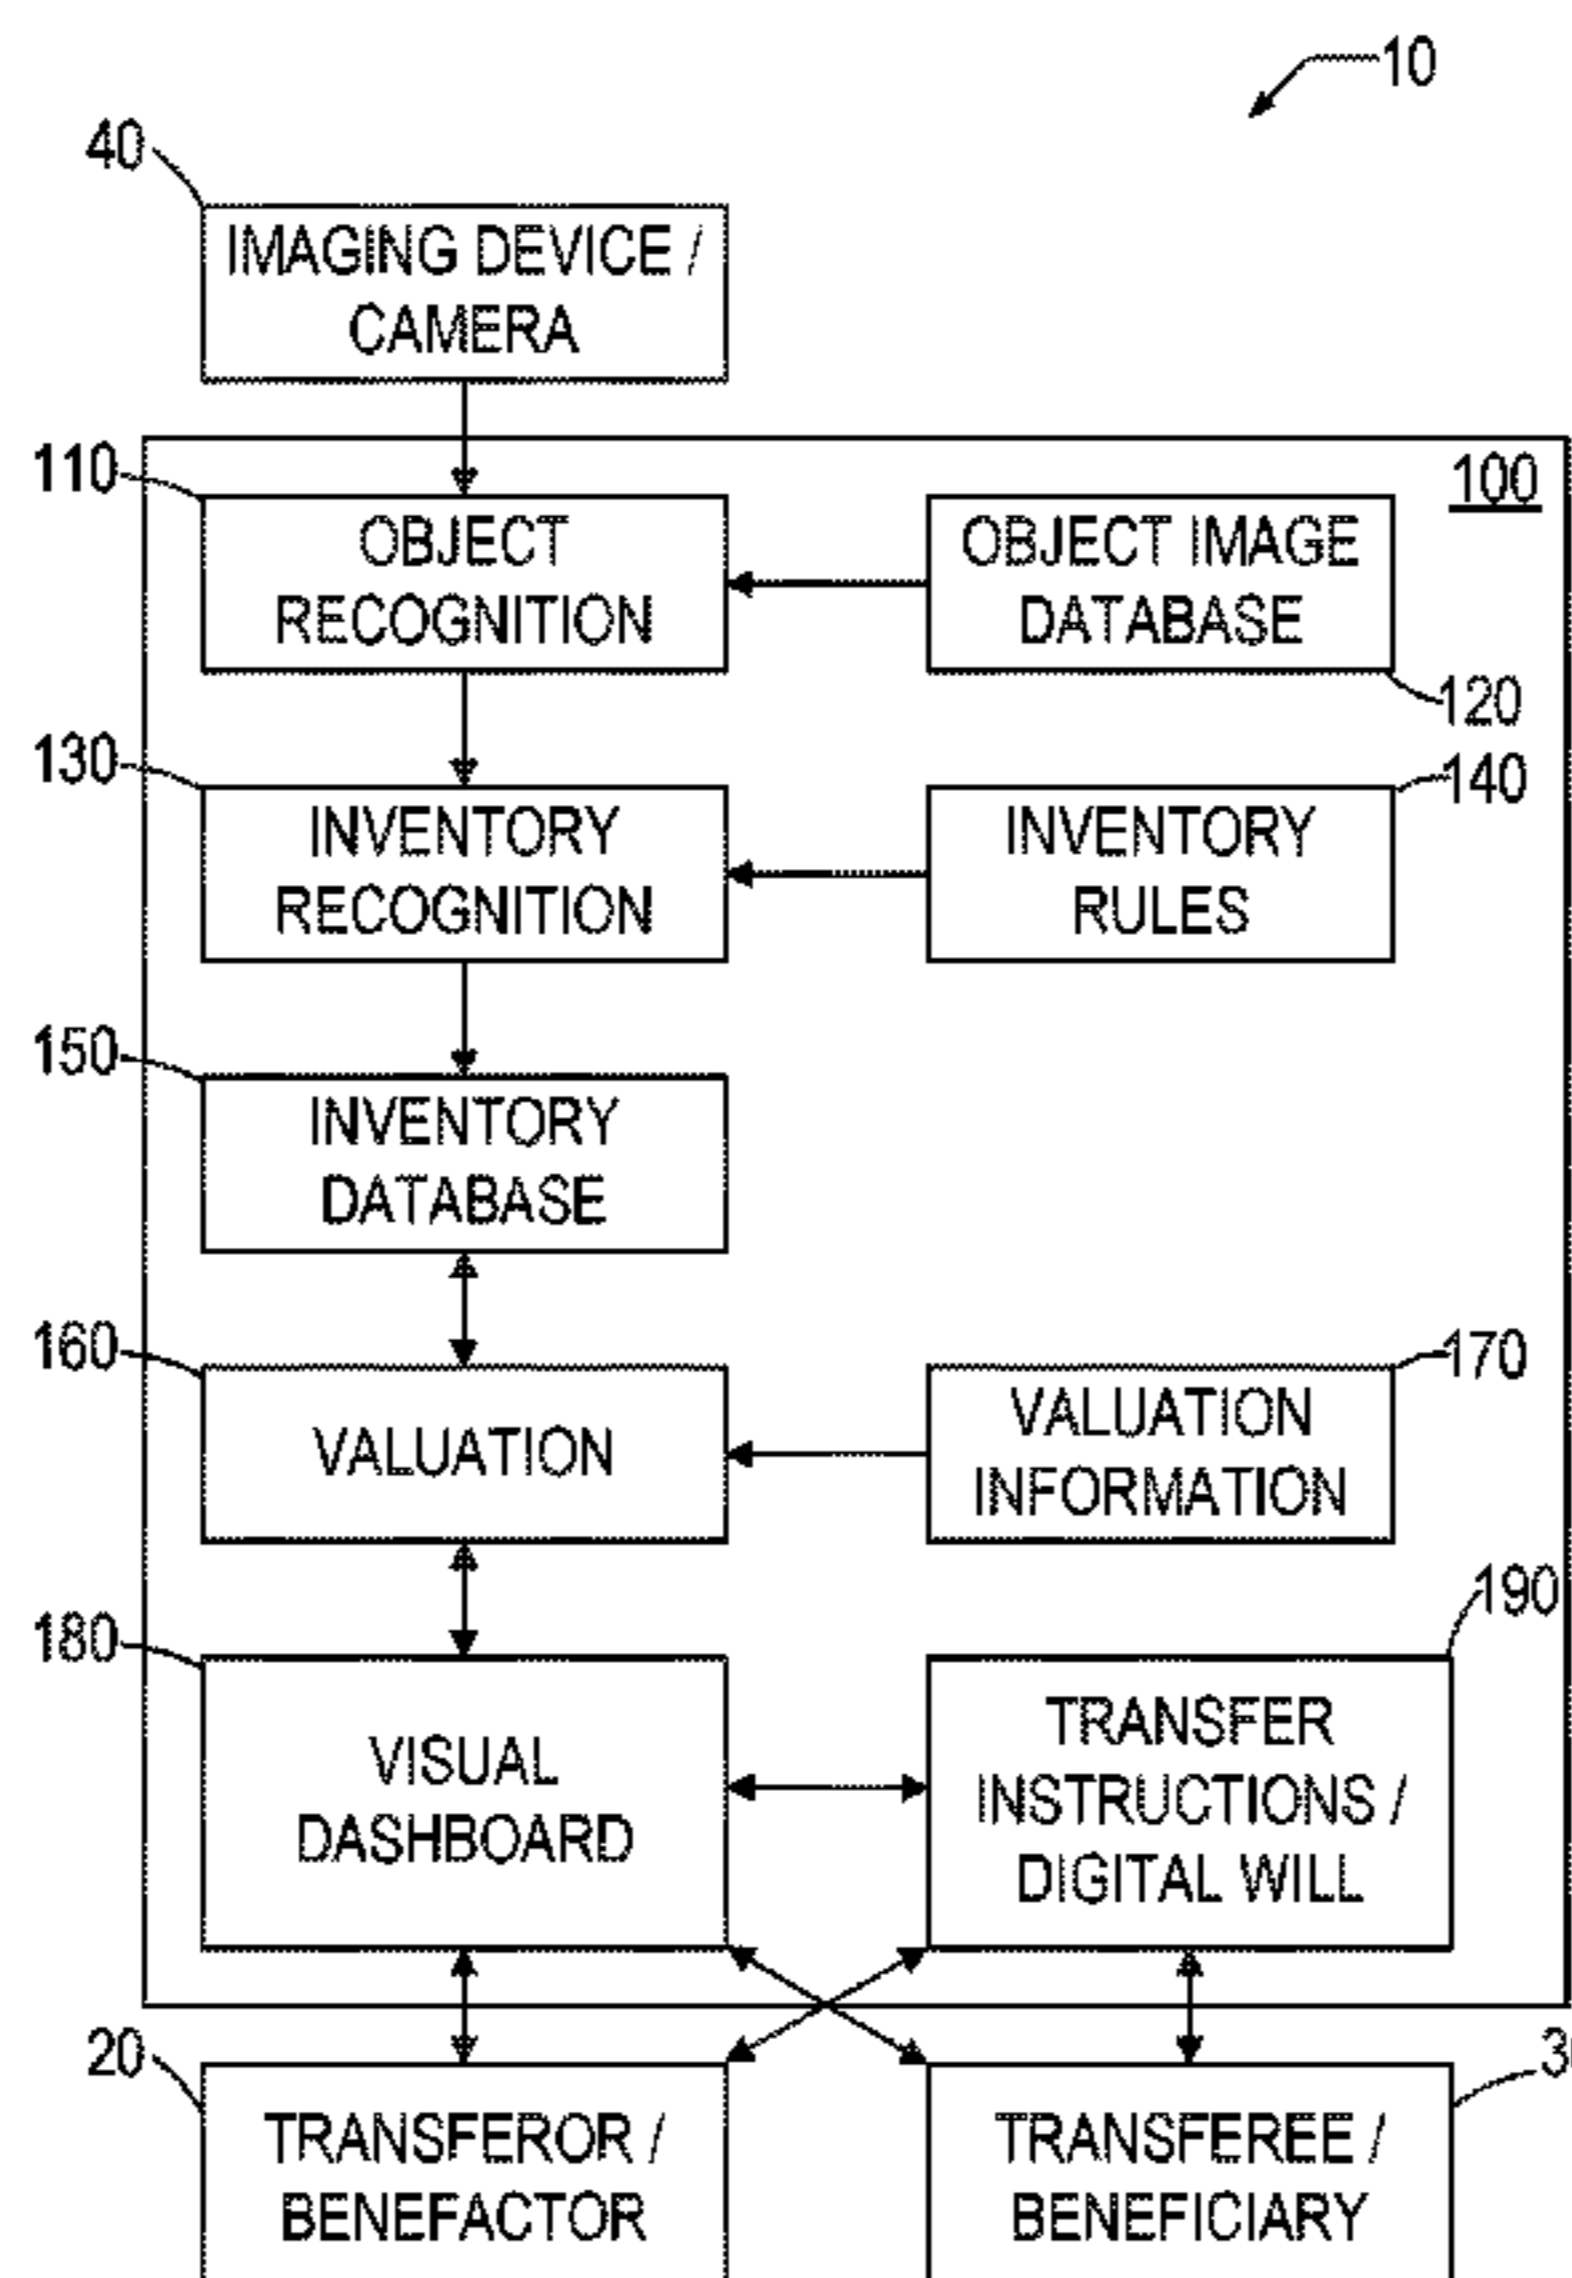 10
40
IMAGING DEVICE /
CAMERA
100
110
OBJECT
RECOGNITION
OBJECT IMAGE
DATABASE
120
130
INVENTORY
RECOGNITION
140
INVENTORY
RULES
150
INVENTORY
DATABASE
160
VALUATION
170
VALUATION
INFORMATION
180
VISUAL
DASHBOARD
190
TRANSFER
INSTRUCTIONS /
DIGITAL WILL
20
TRANSFEROR /
BENEFACTOR
TRANSFEREE /
BENEFICIARY